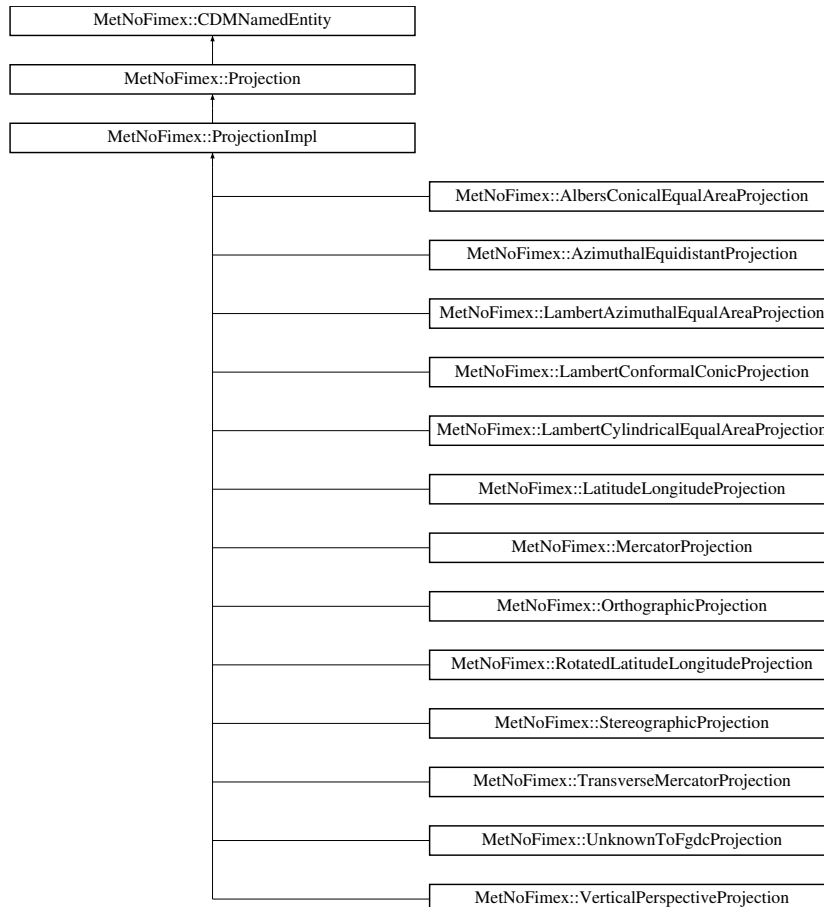 MetNoFimex::CDMNamedEntity
MetNoFimex::Projection
MetNoFimex::ProjectionImpl
MetNoFimex::AlbersConicalEqualAreaProjection
MetNoFimex::AzimuthalEquidistantProjection
MetNoFimex::LambertAzimuthalEqualAreaProjection
MetNoFimex::LambertConformalConicProjection
MetNoFimex::LambertCylindricalEqualAreaProjection
MetNoFimex::LatitudeLongitudeProjection
MetNoFimex::MercatorProjection
MetNoFimex::OrthographicProjection
MetNoFimex::RotatedLatitudeLongitudeProjection
MetNoFimex::StereographicProjection
MetNoFimex::TransverseMercatorProjection
MetNoFimex::UnknownToFgdcProjection
MetNoFimex::VerticalPerspectiveProjection